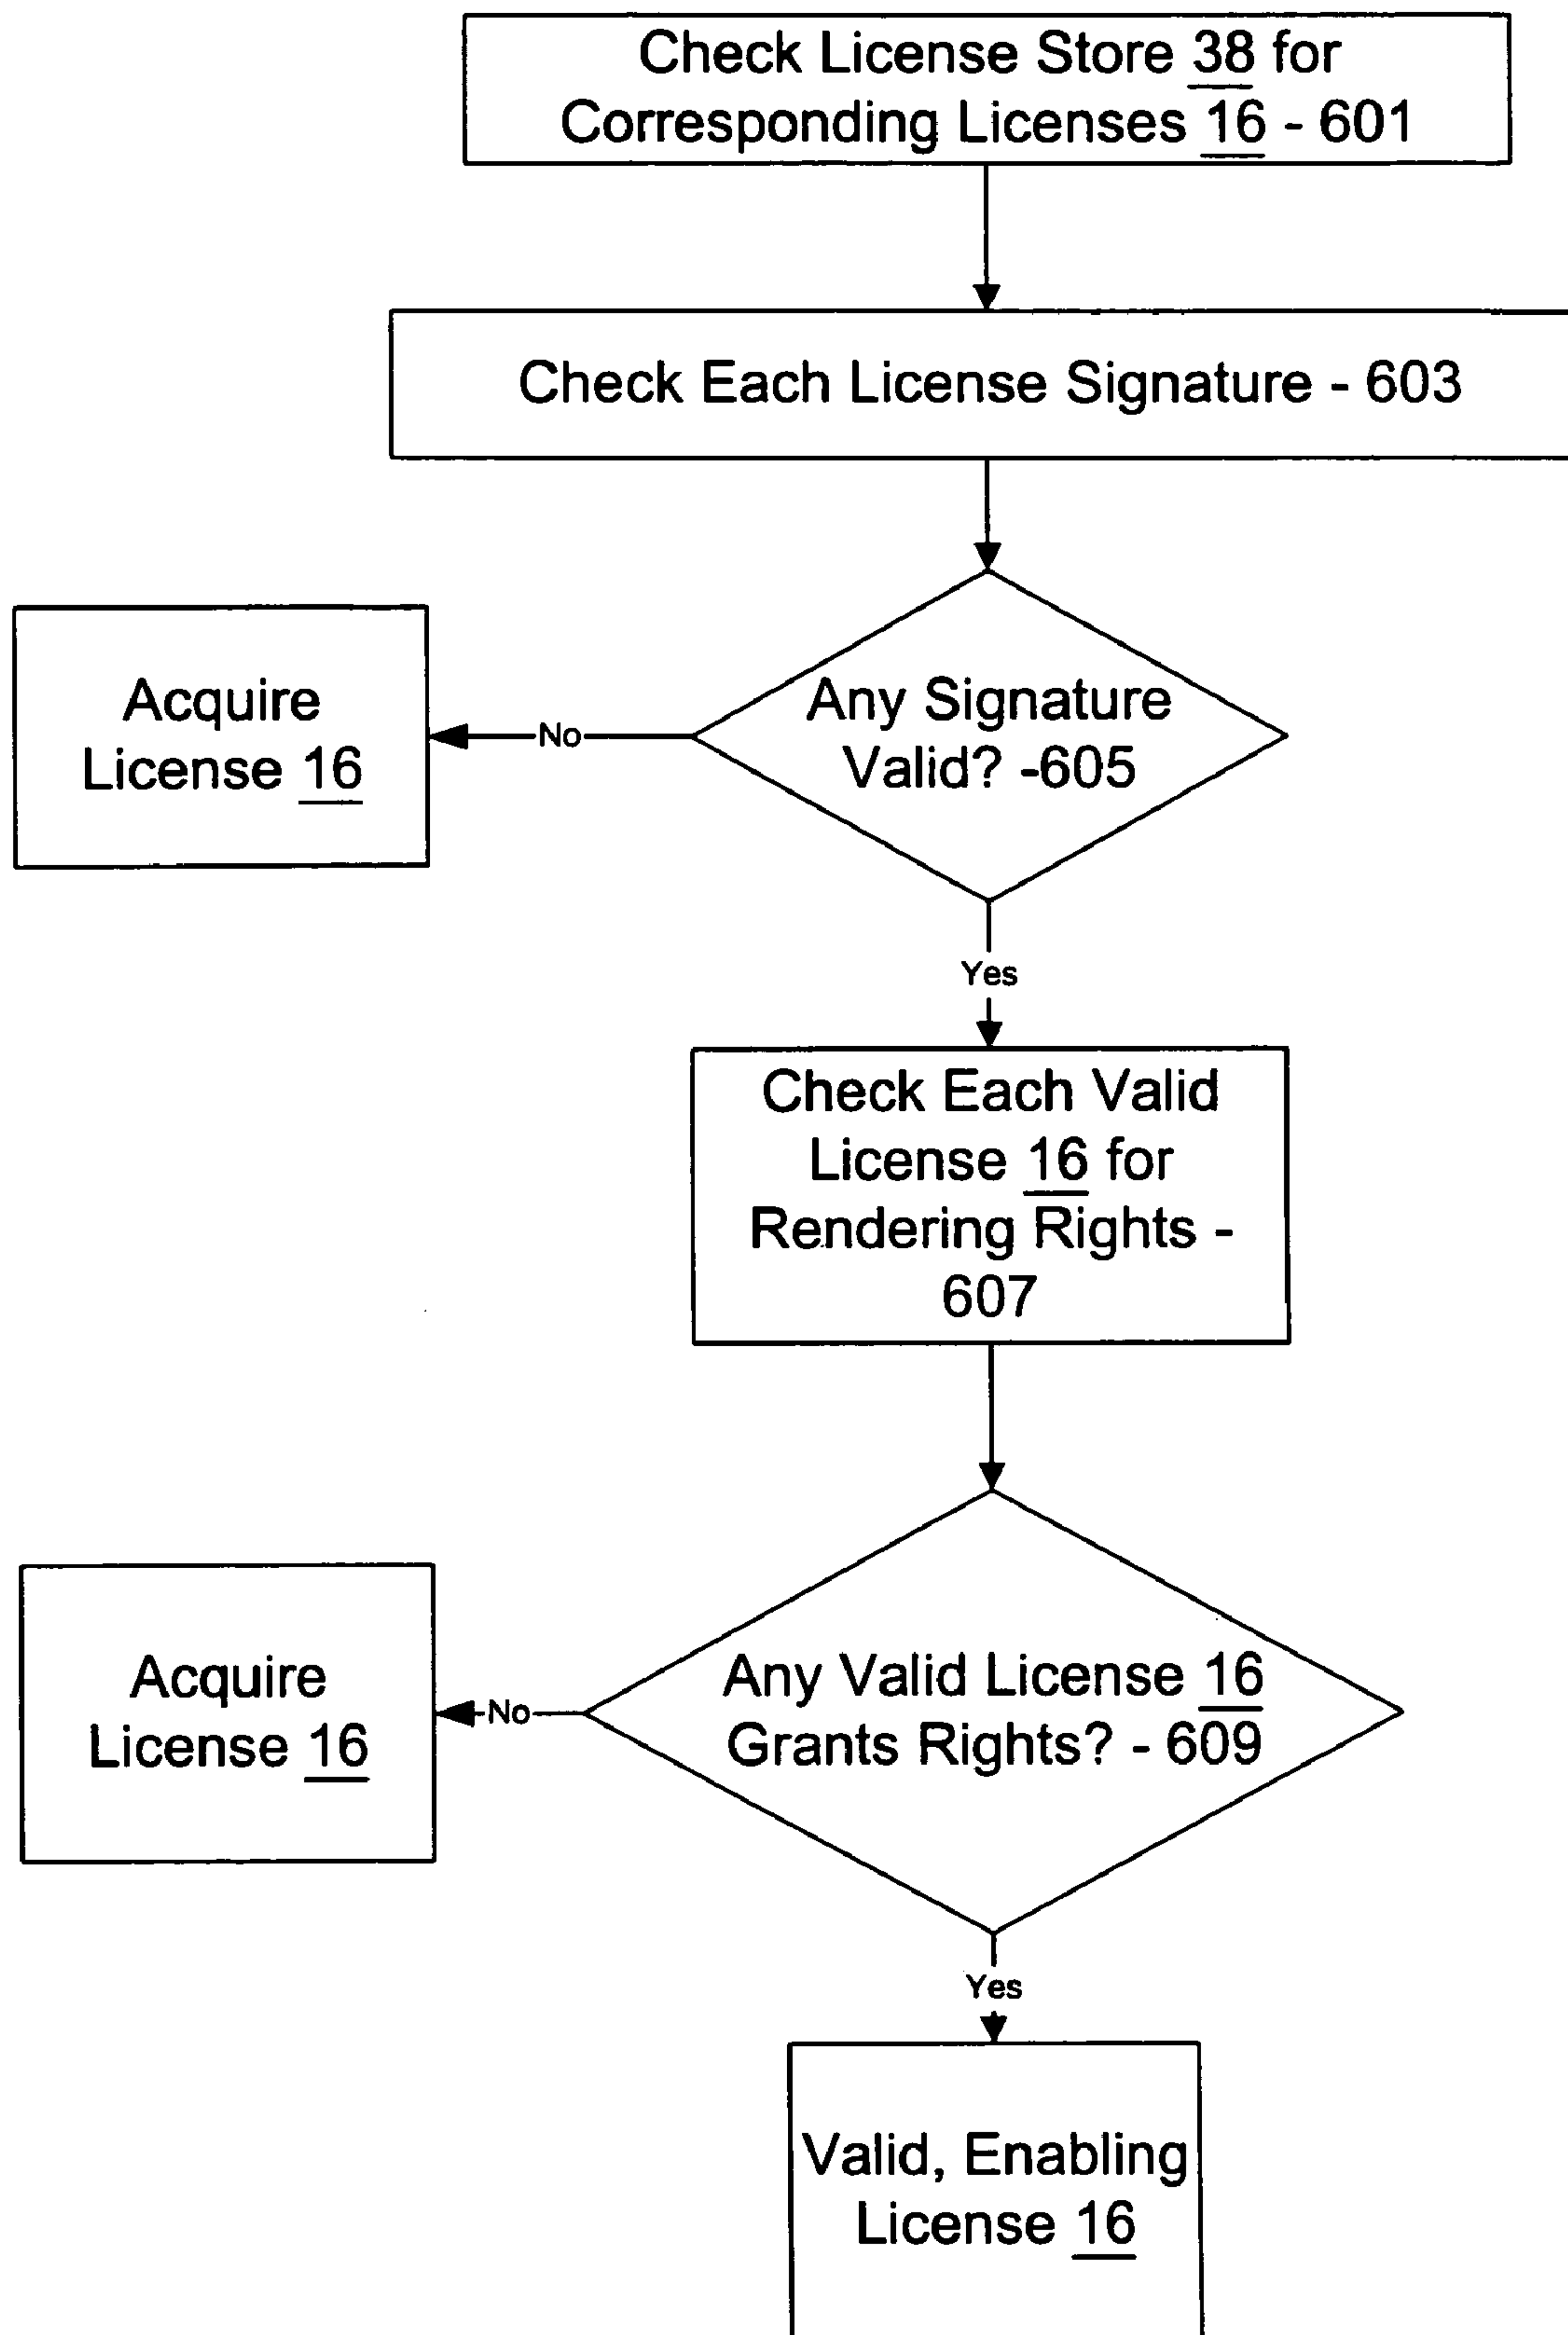 Check License Store 38 for
Corresponding Licenses 16 - 601
Check Each License Signature - 603
Any Signature
Valid? -605
No
Acquire
License 16
Yes
Check Each Valid
License 16 for
Rendering Rights -
607
Any Valid License 16
Grants Rights? - 609
No
Acquire
License 16
Yes
Valid, Enabling
License 16